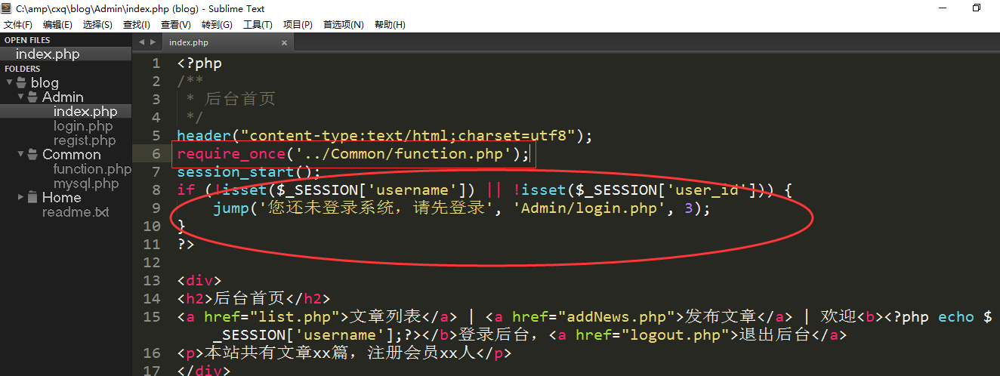 C:\amp\cxq\blog\Admin\index.php (blog) - Sublime Text
文件(F) 编辑(E) 选择(S) 查找(I) 查看(V) 转到(G) 工具(T) 项目(P) 首选项(N) 帮助(H)
OPEN FILES
index.php
FOLDERS
blog
Admin
index.php
login.php
regist.php
Common
function.php
mysql.php
Home
readme.txt
index.php
1 <?php
2 /**
3  * 后台首页
4  */
5 header("content-type:text/html;charset=utf8");
6 require_once('../Common/function.php');
7 session_start();
8 if (!isset($_SESSION['username']) || !isset($_SESSION['user_id'])) {
9     jump('您还未登录系统，请先登录', 'Admin/login.php', 3);
10 }
11 ?>
12
13 <div>
14 <h2>后台首页</h2>
15 <a href="list.php">文章列表</a> | <a href="addNews.php">发布文章</a> | 欢迎<b><?php echo $
_SESSION['username'];?></b>登录后台，<a href="logout.php">退出后台</a>
16 <p>本站共有文章xx篇，注册会员xx人</p>
17 </div>